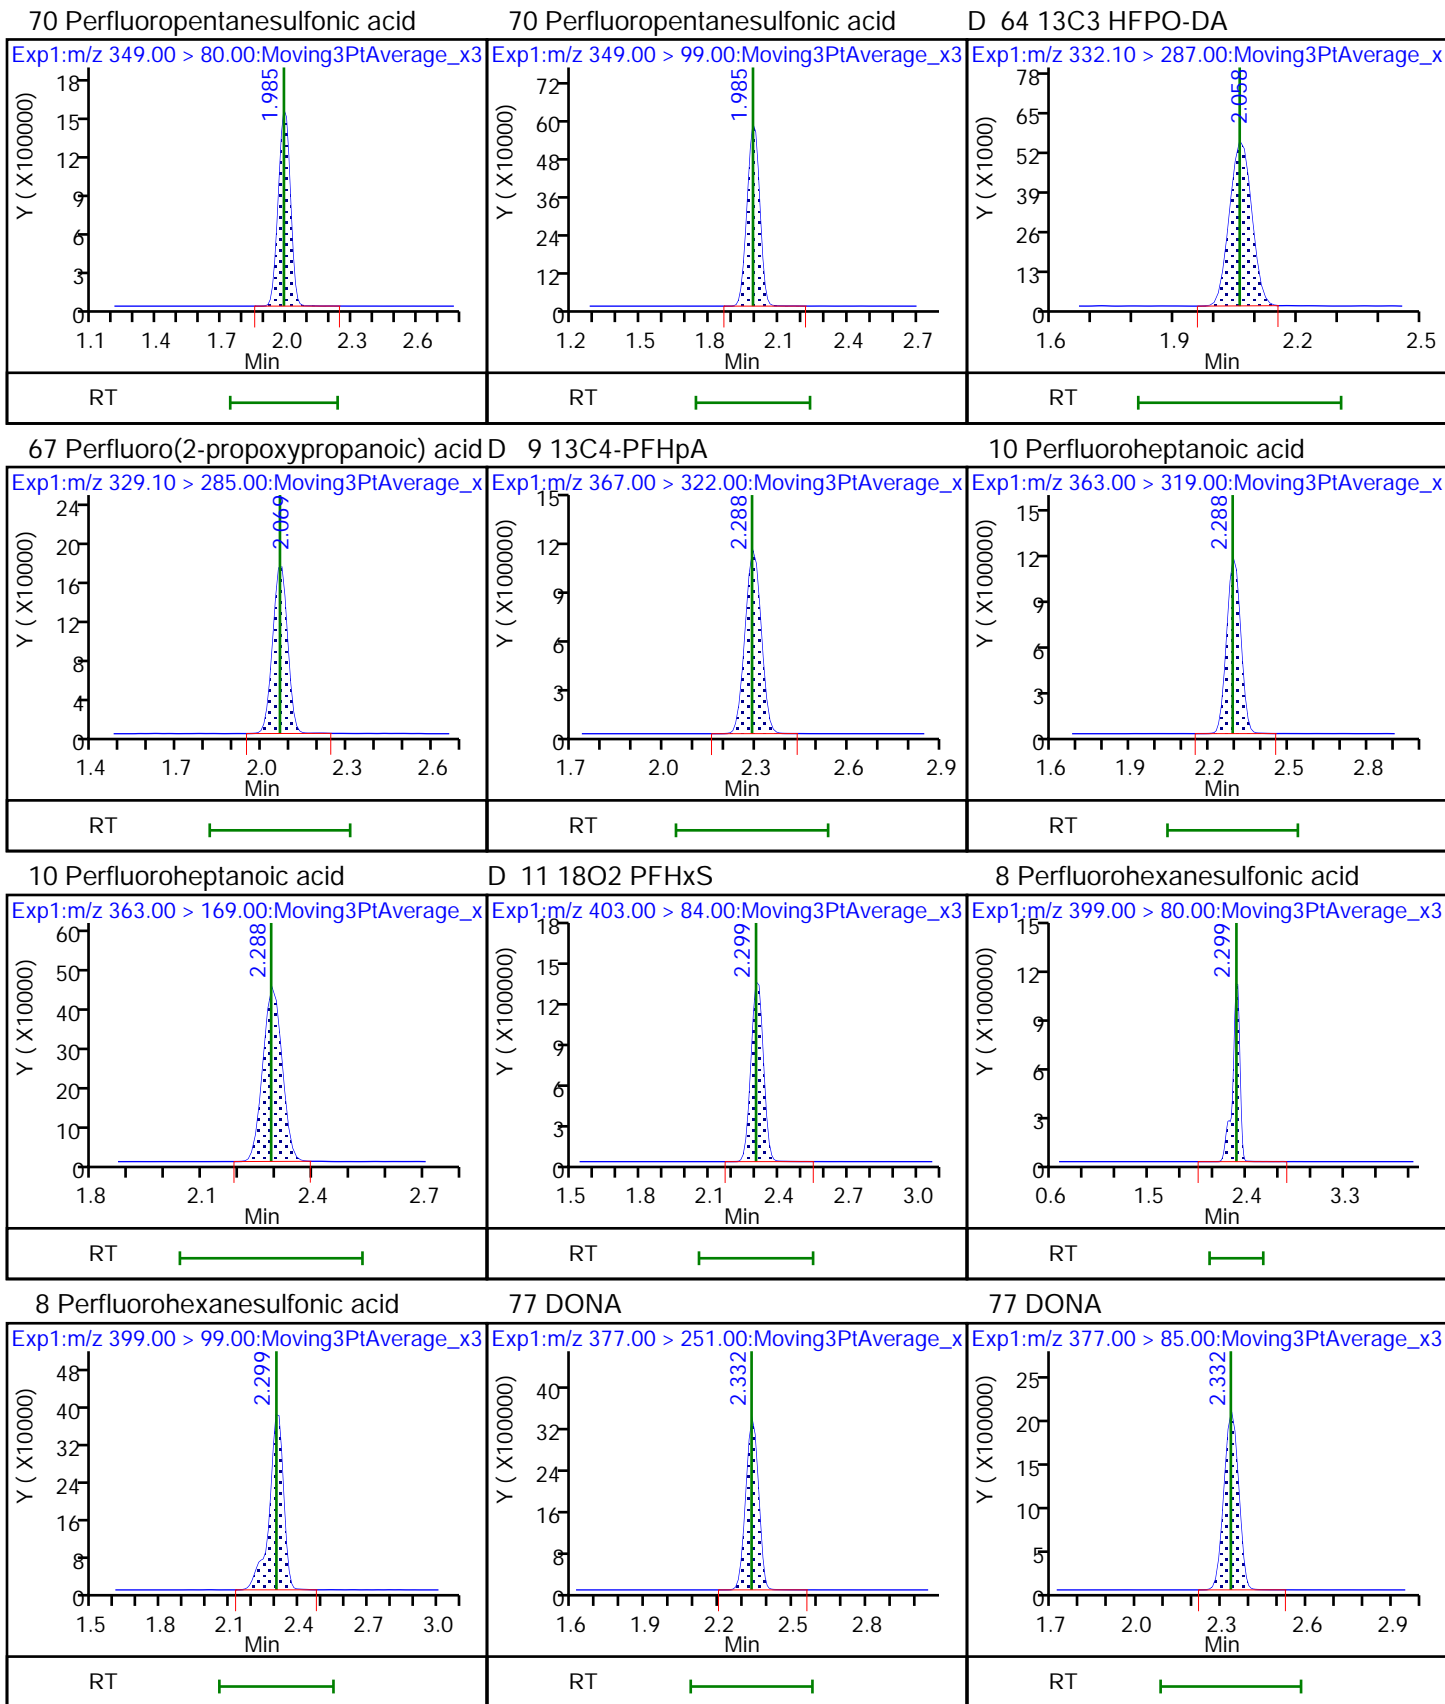 70 Perfluoropentanesulfonic acid
Exp1:m/z 349.00 > 80.00:Moving3PtAverage_x3
1.985
Y ( X100000)
18
15
12
9
6
3
0
1.1 1.4 1.7 2.0 2.3 2.6
Min
RT
70 Perfluoropentanesulfonic acid
Exp1:m/z 349.00 > 99.00:Moving3PtAverage_x3
1.985
Y ( X10000)
72
60
48
36
24
12
0
1.2 1.5 1.8 2.1 2.4 2.7
Min
RT
D 64 13C3 HFPO-DA
Exp1:m/z 332.10 > 287.00:Moving3PtAverage_x
2.058
Y ( X1000)
78
65
52
39
26
13
0
1.6 1.9 2.2 2.5
Min
RT
67 Perfluoro(2-propoxypropanoic) acid
Exp1:m/z 329.10 > 285.00:Moving3PtAverage_x
2.069
Y ( X100000)
24
20
16
12
8
4
0
1.4 1.7 2.0 2.3 2.6
Min
RT
D 9 13C4-PFHpA
Exp1:m/z 367.00 > 322.00:Moving3PtAverage_x
2.288
Y ( X100000)
15
12
9
6
3
0
1.7 2.0 2.3 2.6 2.9
Min
RT
10 Perfluoroheptanoic acid
Exp1:m/z 363.00 > 319.00:Moving3PtAverage_x
2.288
Y ( X100000)
15
12
9
6
3
0
1.6 1.9 2.2 2.5 2.8
Min
RT
10 Perfluoroheptanoic acid
Exp1:m/z 363.00 > 169.00:Moving3PtAverage_x
2.288
Y ( X10000)
60
50
40
30
20
10
0
1.8 2.1 2.4 2.7
Min
RT
D 11 18O2 PFHxS
Exp1:m/z 403.00 > 84.00:Moving3PtAverage_x3
2.299
Y ( X100000)
18
15
12
9
6
3
0
1.5 1.8 2.1 2.4 2.7 3.0
Min
RT
8 Perfluorohexanesulfonic acid
Exp1:m/z 399.00 > 80.00:Moving3PtAverage_x3
2.299
Y ( X100000)
15
12
9
6
3
0
0.6 1.5 2.4 3.3
Min
RT
8 Perfluorohexanesulfonic acid
Exp1:m/z 399.00 > 99.00:Moving3PtAverage_x3
2.299
Y ( X10000)
48
40
32
24
16
8
0
1.5 1.8 2.1 2.4 2.7 3.0
Min
RT
77 DONA
Exp1:m/z 377.00 > 251.00:Moving3PtAverage_x
2.332
Y ( X100000)
40
32
24
16
8
0
1.6 1.9 2.2 2.5 2.8
Min
RT
77 DONA
Exp1:m/z 377.00 > 85.00:Moving3PtAverage_x3
2.332
Y ( X100000)
25
20
15
10
5
0
1.7 2.0 2.3 2.6 2.9
Min
RT